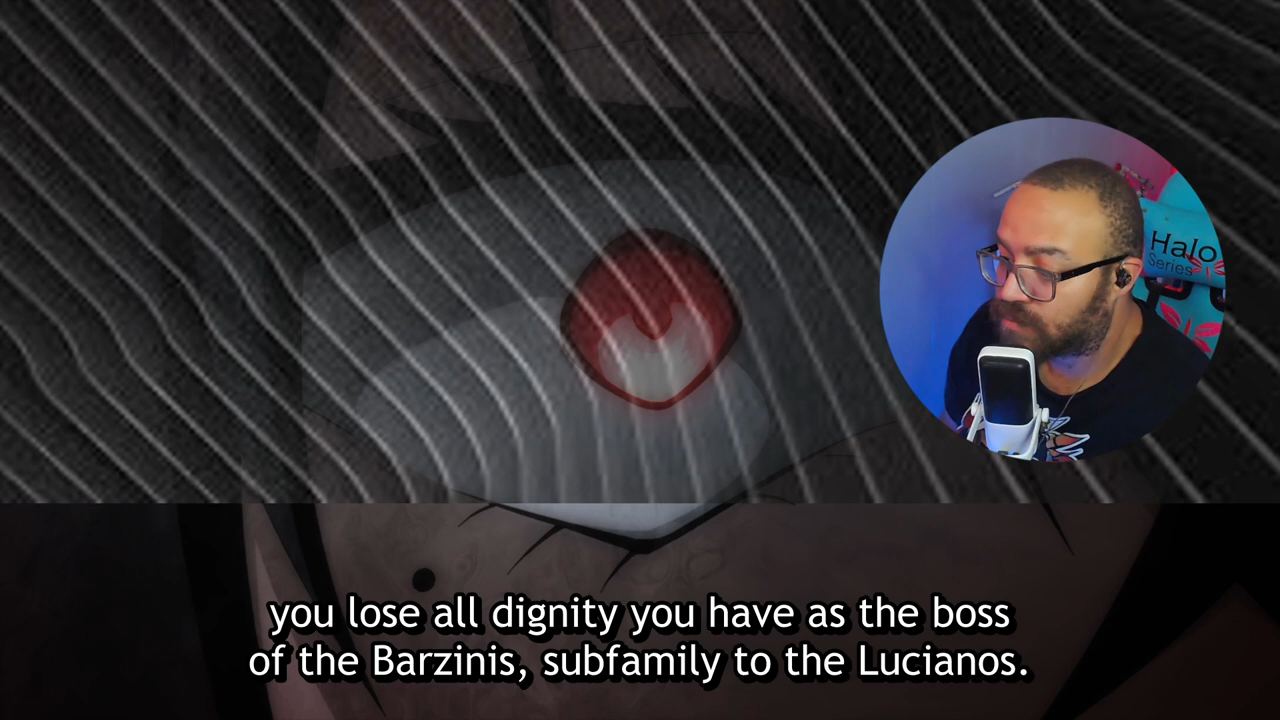 Halo
Series
you lose all dignity you have as the boss
of the Barzinis, subfamily to the Lucianos.